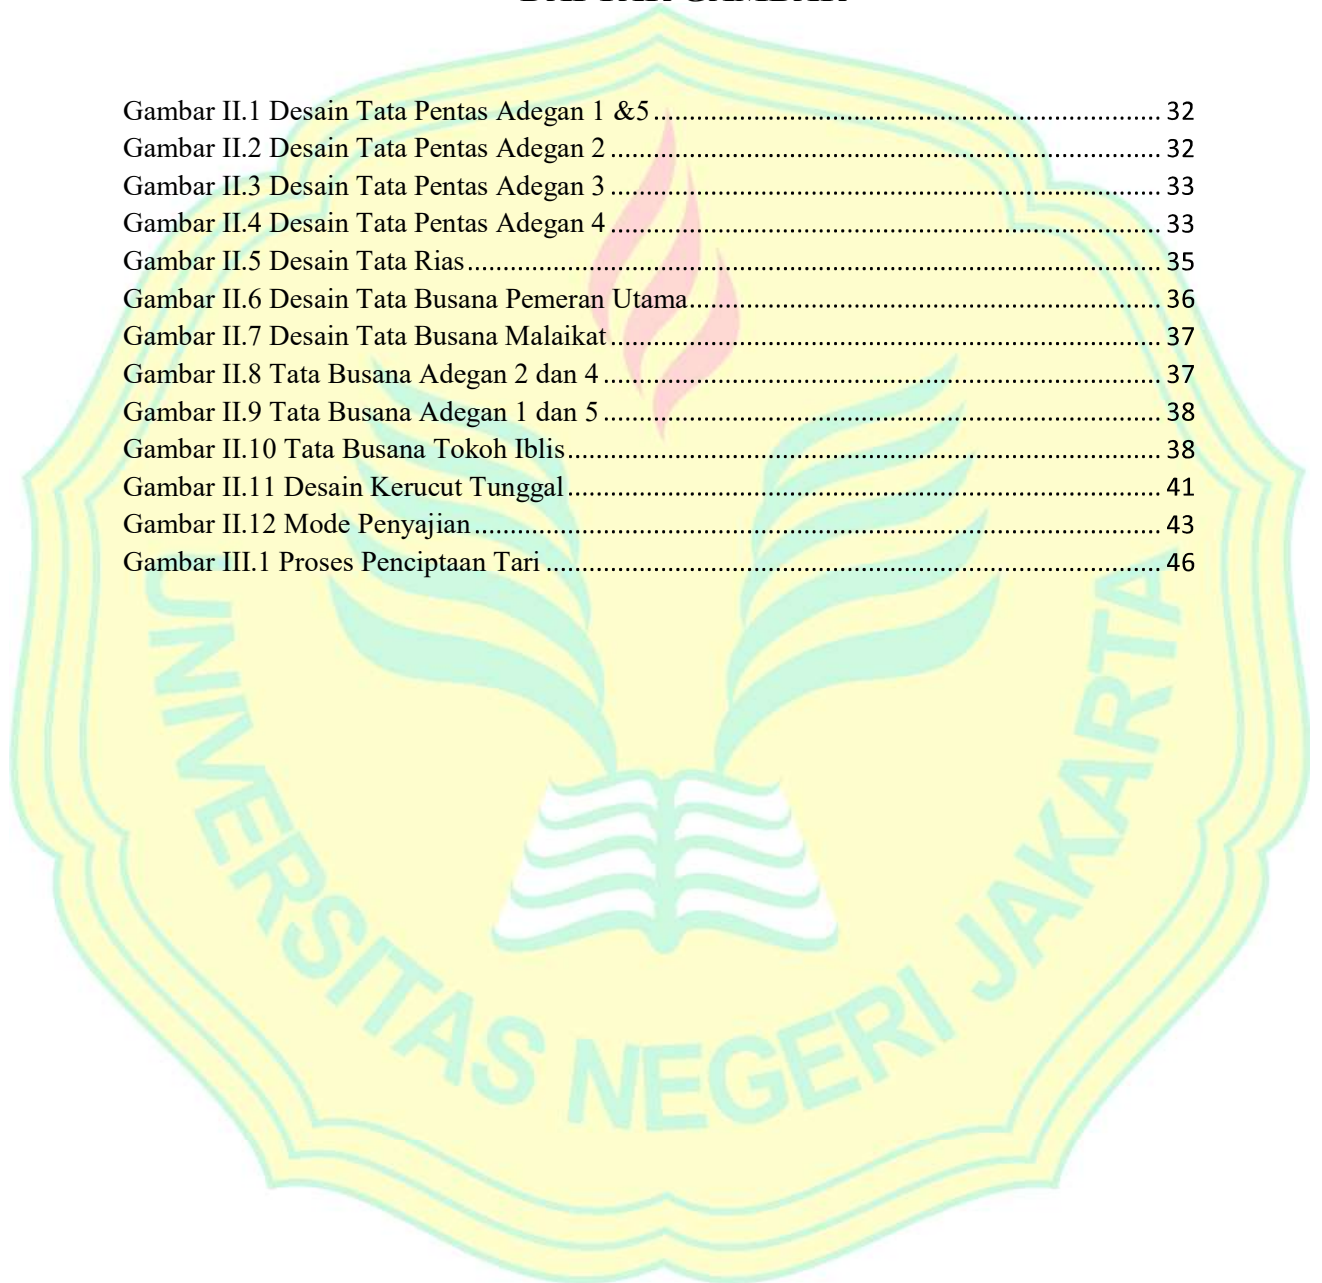 DAFTAR GAMBAR
Gambar II.1 Desain Tata Pentas Adegan 1 &5 ........................................................................ 32
Gambar II.2 Desain Tata Pentas Adegan 2 .............................................................................. 32
Gambar II.3 Desain Tata Pentas Adegan 3 .............................................................................. 33
Gambar II.4 Desain Tata Pentas Adegan 4 .............................................................................. 33
Gambar II.5 Desain Tata Rias.................................................................................................. 35
Gambar II.6 Desain Tata Busana Pemeran Utama................................................................... 36
Gambar II.7 Desain Tata Busana Malaikat .............................................................................. 37
Gambar II.8 Tata Busana Adegan 2 dan 4 ............................................................................... 37
Gambar II.9 Tata Busana Adegan 1 dan 5 ............................................................................... 38
Gambar II.10 Tata Busana Tokoh Iblis.................................................................................... 38
Gambar II.11 Desain Kerucut Tunggal .................................................................................... 41
Gambar II.12 Mode Penyajian ................................................................................................. 43
Gambar III.1 Proses Penciptaan Tari ....................................................................................... 46
UNIVERSITAS NEGERI JAKARTA